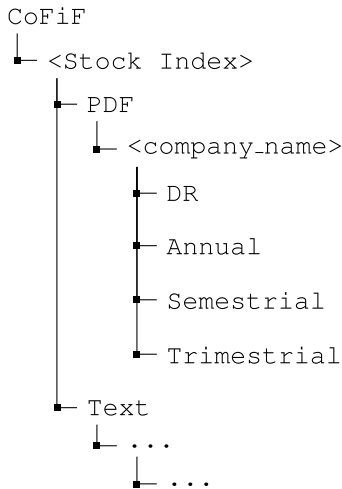 CoFiF
<Stock Index>
PDF
<company_name>
DR
Annual
Semestrial
Trimestrial
Text
...
...